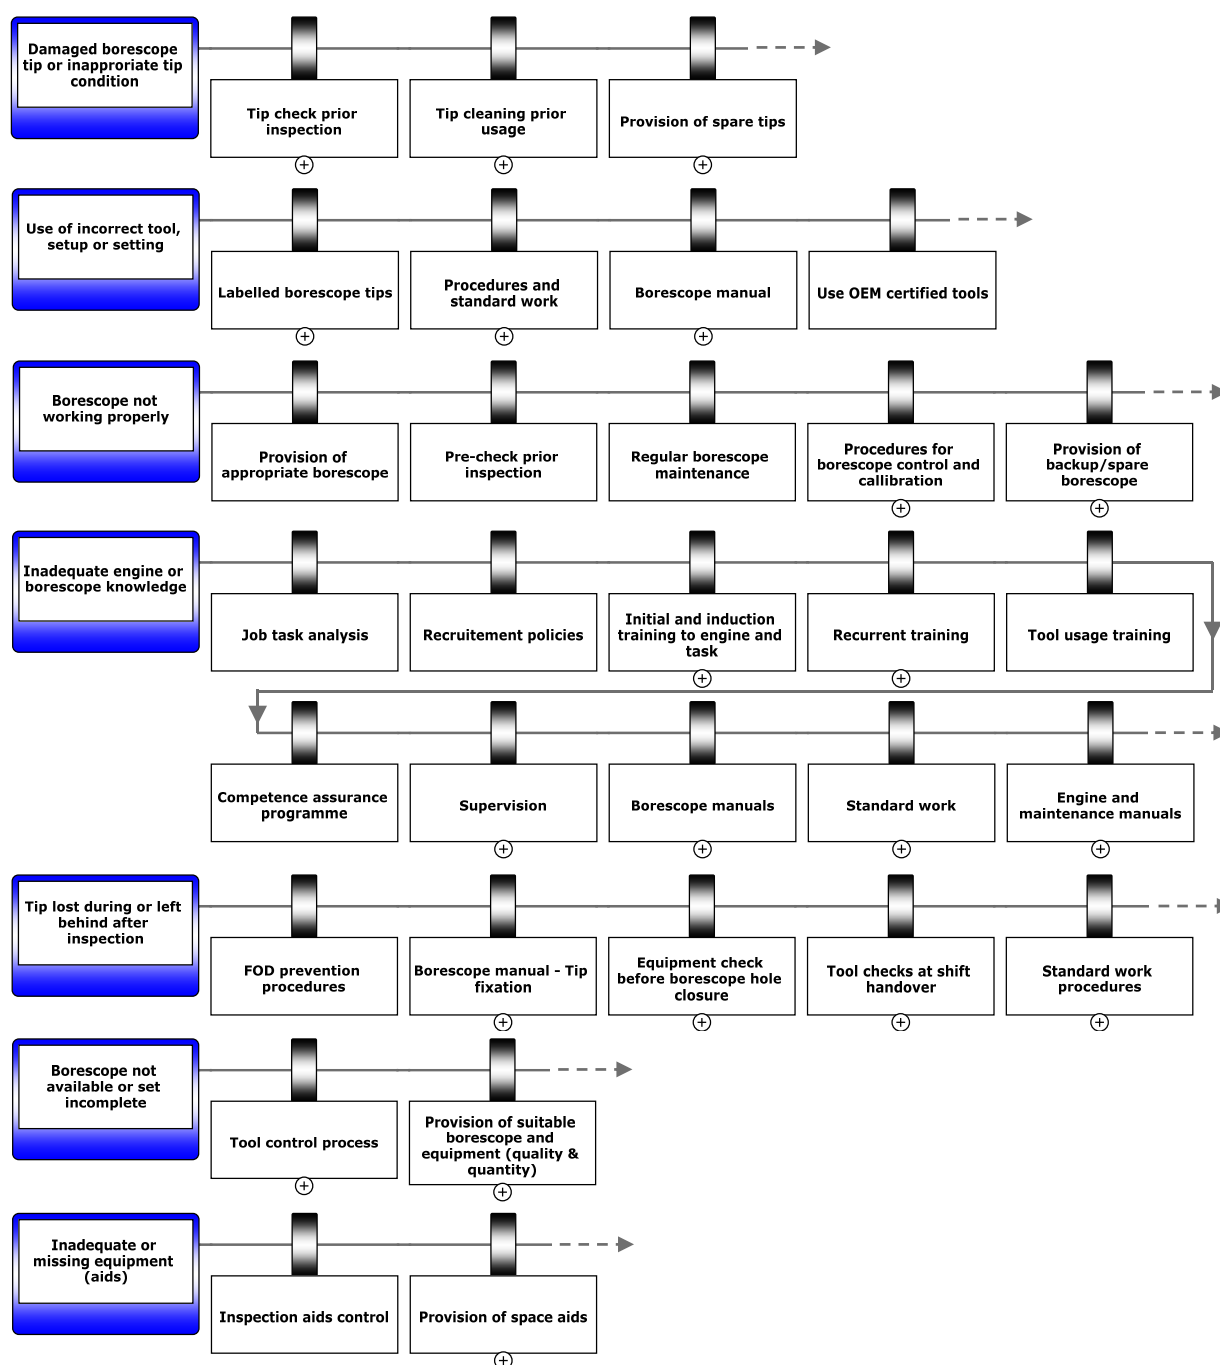 Damaged borescope
tip or inapproriate tip
condition
Tip check prior
inspection
Tip cleaning prior
usage
Provision of spare tips
Use of incorrect tool,
setup or setting
Labelled borescope tips
Procedures and
standard work
Borescope manual
Use OEM certified tools
Borescope not
working properly
Provision of
appropriate borescope
Pre-check prior
inspection
Regular borescope
maintenance
Procedures for
borescope control and
callibration
Provision of
backup/spare
borescope
Inadequate engine or
borescope knowledge
Job task analysis
Recruitement policies
Initial and induction
training to engine and
task
Recurrent training
Tool usage training
Competence assurance
programme
Supervision
Borescope manuals
Standard work
Engine and
maintenance manuals
Tip lost during or left
behind after
inspection
FOD prevention
procedures
Borescope manual - Tip
fixation
Equipment check
before borescope hole
closure
Tool checks at shift
handover
Standard work
procedures
Borescope not
available or set
incomplete
Tool control process
Provision of suitable
borescope and
equipment (quality &
quantity)
Inadequate or
missing equipment
(aids)
Inspection aids control
Provision of space aids